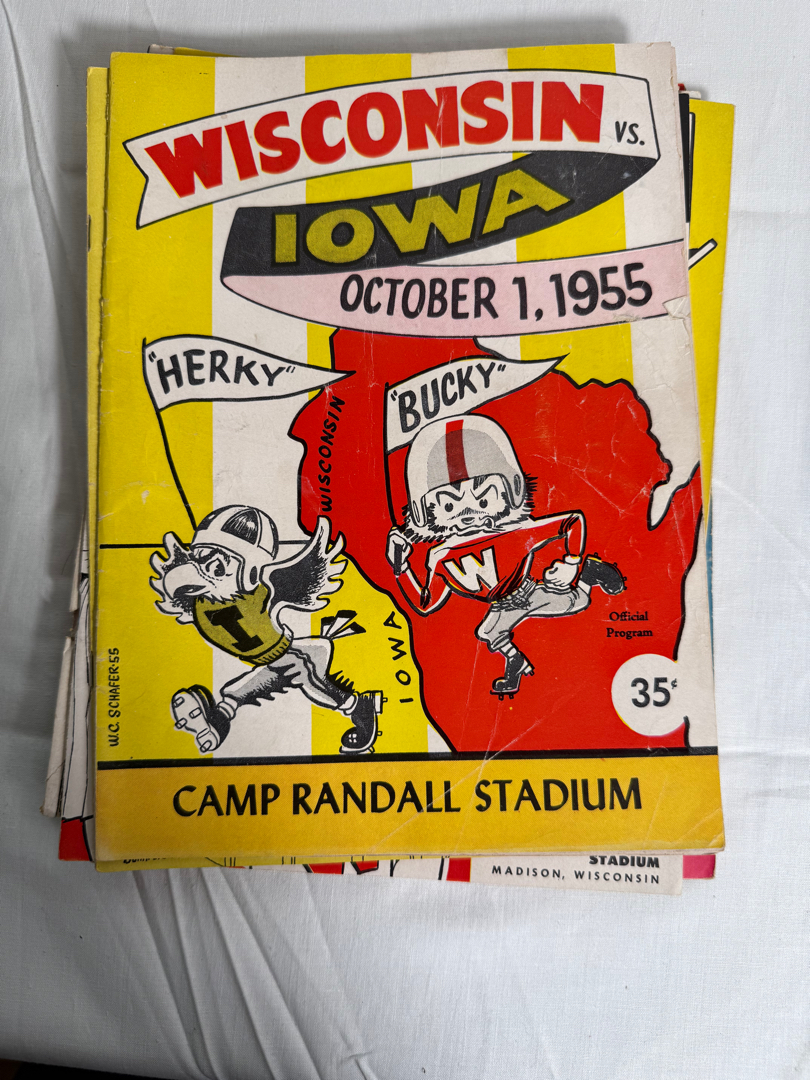 WISCONSIN VS.
IOWA
OCTOBER 1, 1955
"HERKY"
"BUCKY"
WISCONSIN
W
I
IOWA
Official
Program
35¢
W.C. SCHAFER-55
CAMP RANDALL STADIUM
STADIUM
MADISON, WISCONSIN